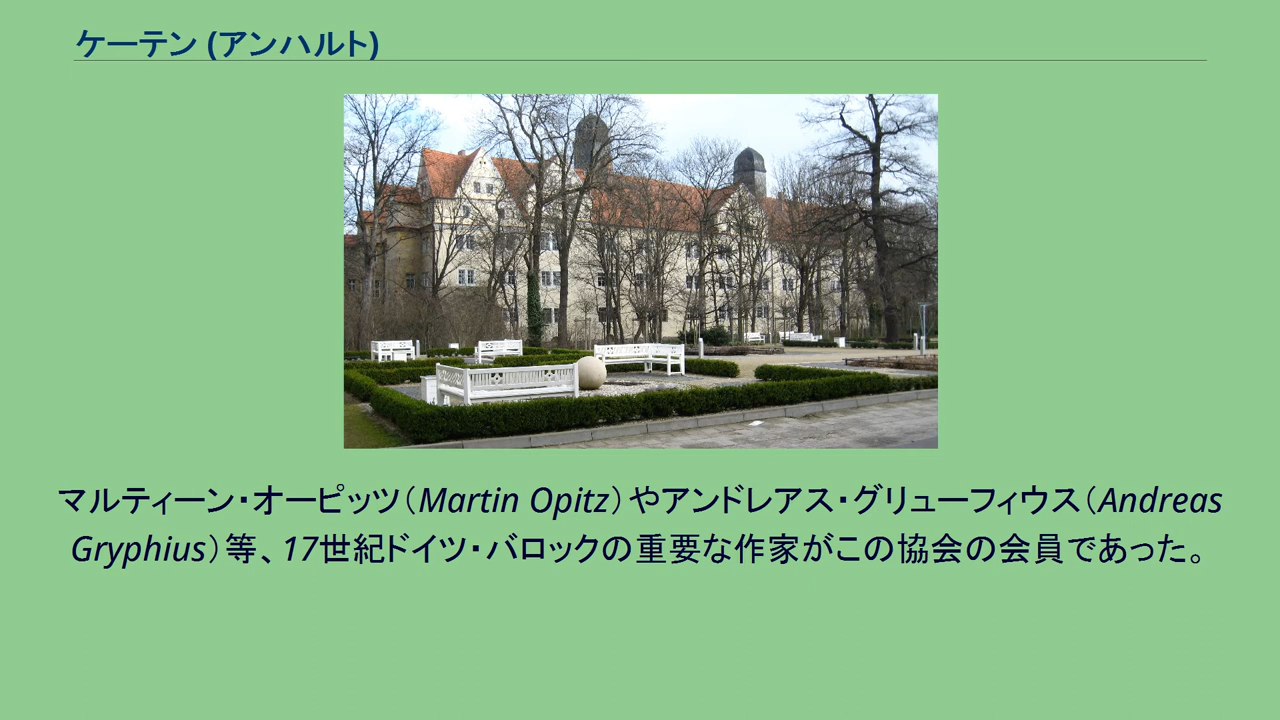 ケーテン (アンハルト)
マルティーン・オーピッツ（Martin Opitz）やアンドレアス・グリューフィウス（Andreas
Gryphius）等、17世紀ドイツ・バロックの重要な作家がこの協会の会員であった。